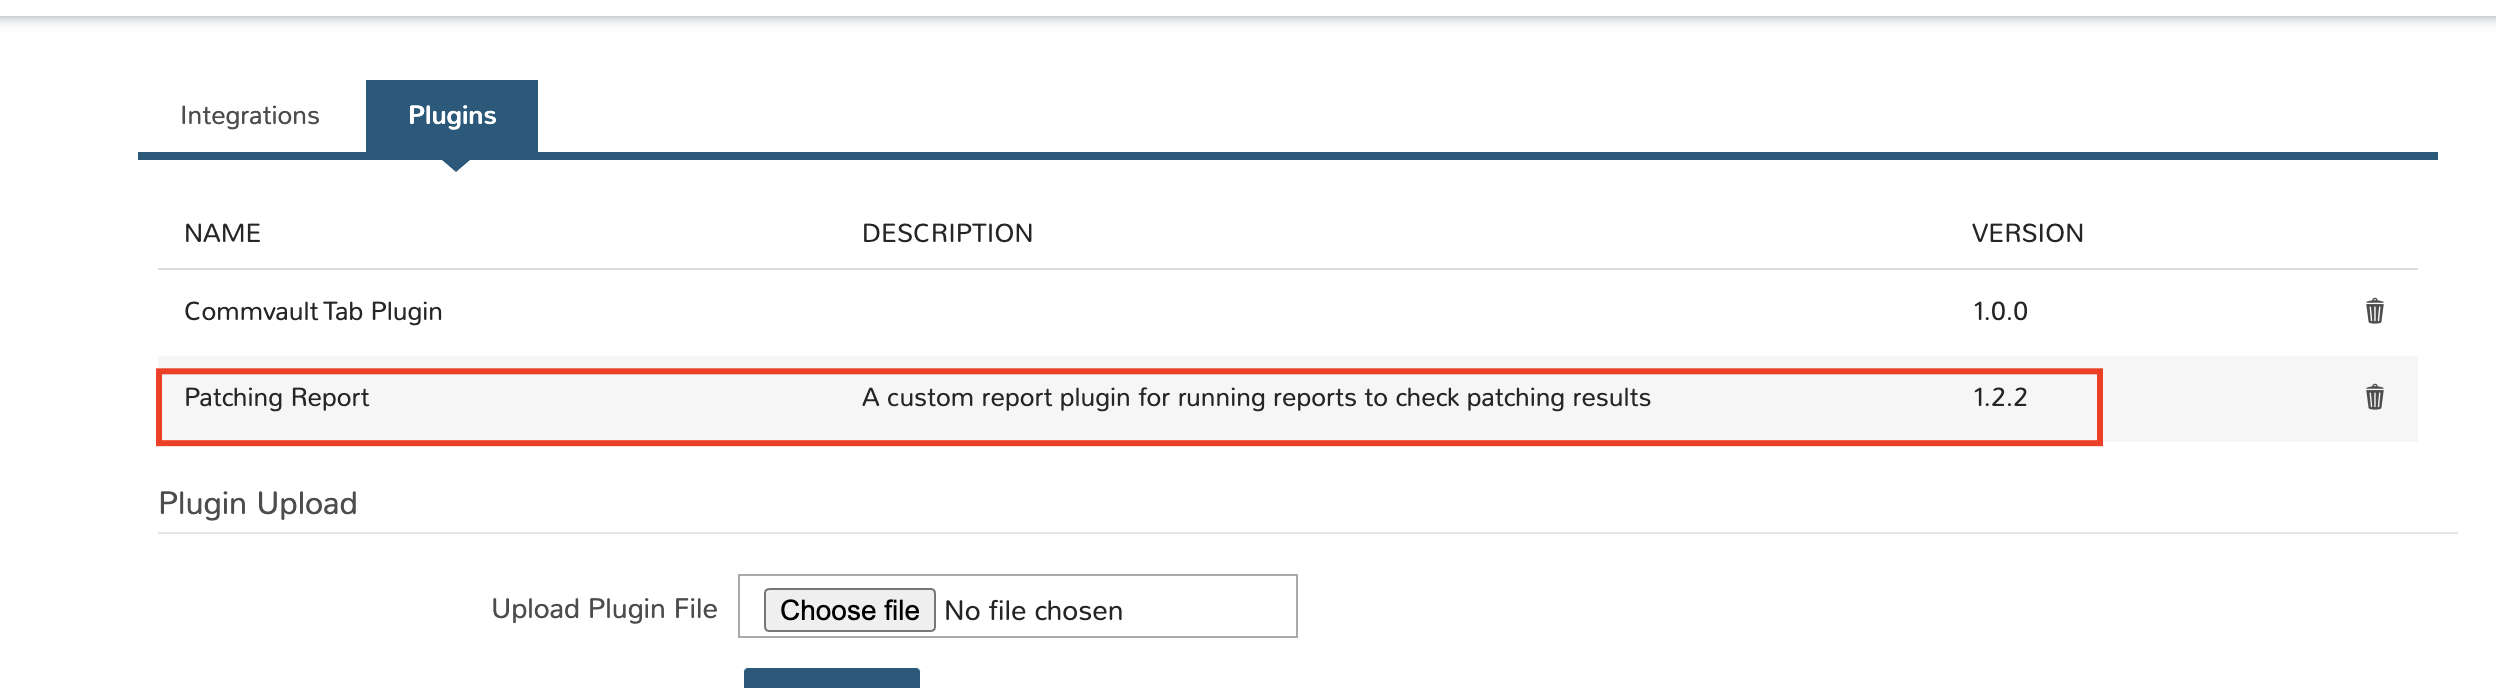 Integrations Plugins
NAME DESCRIPTION VERSION
Commvault Tab Plugin 1.0.0
Patching Report A custom report plugin for running reports to check patching results 1.2.2
Plugin Upload
Upload Plugin File Choose file No file chosen